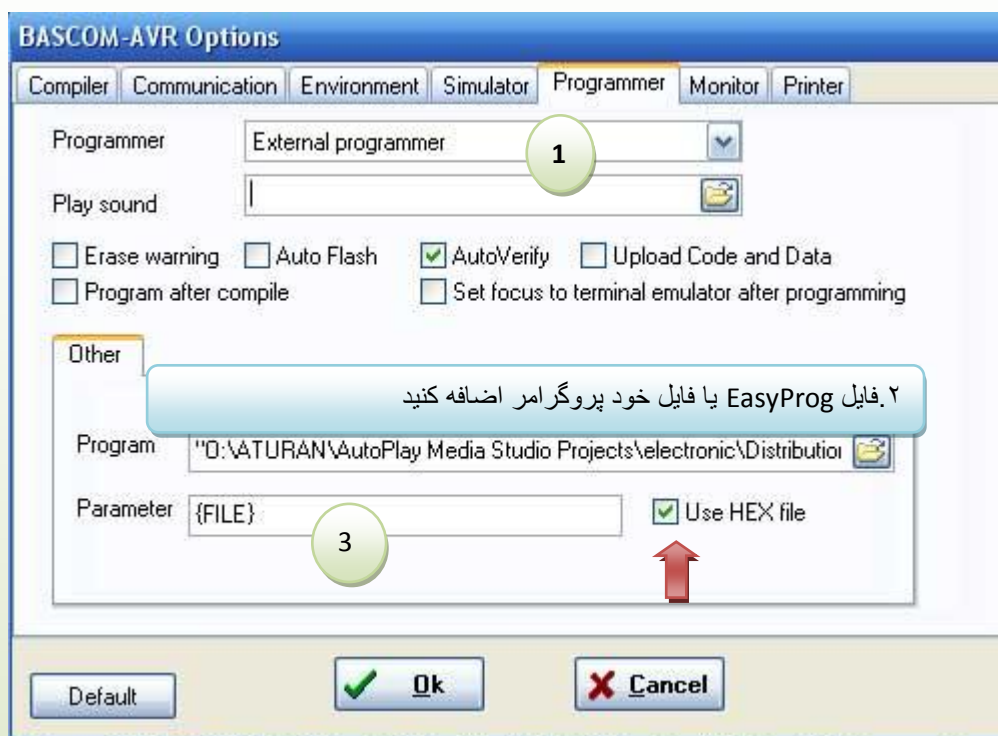 BASCOM-AVR Options
Compiler Communication Environment Simulator Programmer Monitor Printer
Programmer External programmer 1
Play sound
Erase warning Auto Flash AutoVerify Upload Code and Data
Program after compile Set focus to terminal emulator after programming
Other
۲.فایل EasyProg یا فایل خود پروگرامر اضافه کنید
Program "O:\ATURAN\AutoPlay Media Studio Projects\electronic\Distribution
Parameter {FILE} Use HEX file
3
Default Ok Cancel